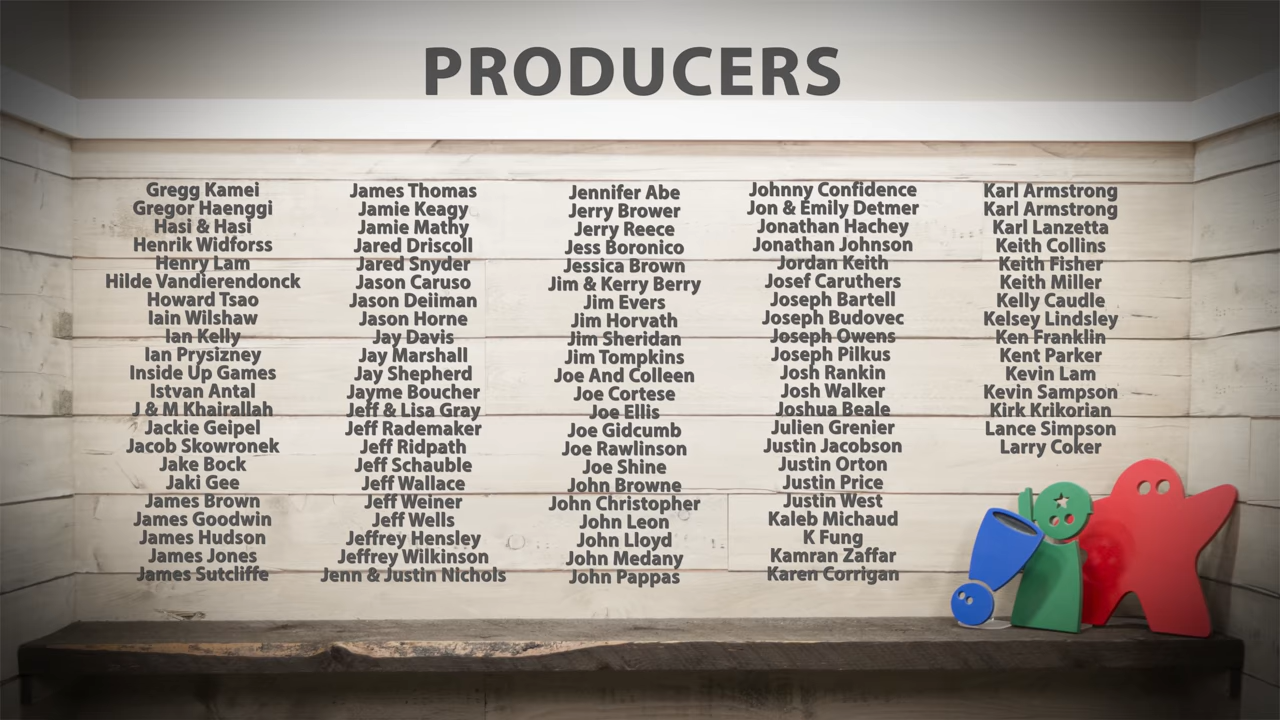 PRODUCERS
Gregg Kamei
Gregor Haenggi
Hasi & Hasi
Henrik Widforss
Henry Lam
Hilde Vandierendonck
Howard Tsao
Iain Wilshaw
Ian Kelly
Ian Prysizney
Inside Up Games
Istvan Antal
J & M Khairallah
Jackie Geipel
Jacob Skowronek
Jake Bock
Jaki Gee
James Brown
James Goodwin
James Hudson
James Jones
James Sutcliffe
James Thomas
Jamie Keagy
Jamie Mathy
Jared Driscoll
Jared Snyder
Jason Caruso
Jason Deiiman
Jason Horne
Jay Davis
Jay Marshall
Jay Shepherd
Jayme Boucher
Jeff & Lisa Gray
Jeff Rademaker
Jeff Ridpath
Jeff Schauble
Jeff Wallace
Jeff Weiner
Jeff Wells
Jeffrey Hensley
Jeffrey Wilkinson
Jenn & Justin Nichols
Jennifer Abe
Jerry Brower
Jerry Reece
Jess Boronico
Jessica Brown
Jim & Kerry Berry
Jim Evers
Jim Horvath
Jim Sheridan
Jim Tompkins
Joe And Colleen
Joe Cortese
Joe Ellis
Joe Gidcumb
Joe Rawlinson
Joe Shine
John Browne
John Christopher
John Leon
John Lloyd
John Medany
John Pappas
Johnny Confidence
Jon & Emily Detmer
Jonathan Hachey
Jonathan Johnson
Jordan Keith
Josef Caruthers
Joseph Bartell
Joseph Budovec
Joseph Owens
Joseph Pilkus
Josh Rankin
Josh Walker
Joshua Beale
Julien Grenier
Justin Jacobson
Justin Orton
Justin Price
Justin West
Kaleb Michaud
K Fung
Kamran Zaffar
Karen Corrigan
Karl Armstrong
Karl Armstrong
Karl Lanzetta
Keith Collins
Keith Fisher
Keith Miller
Kelly Caudle
Kelsey Lindsley
Ken Franklin
Kent Parker
Kevin Lam
Kevin Sampson
Kirk Krikorian
Lance Simpson
Larry Coker